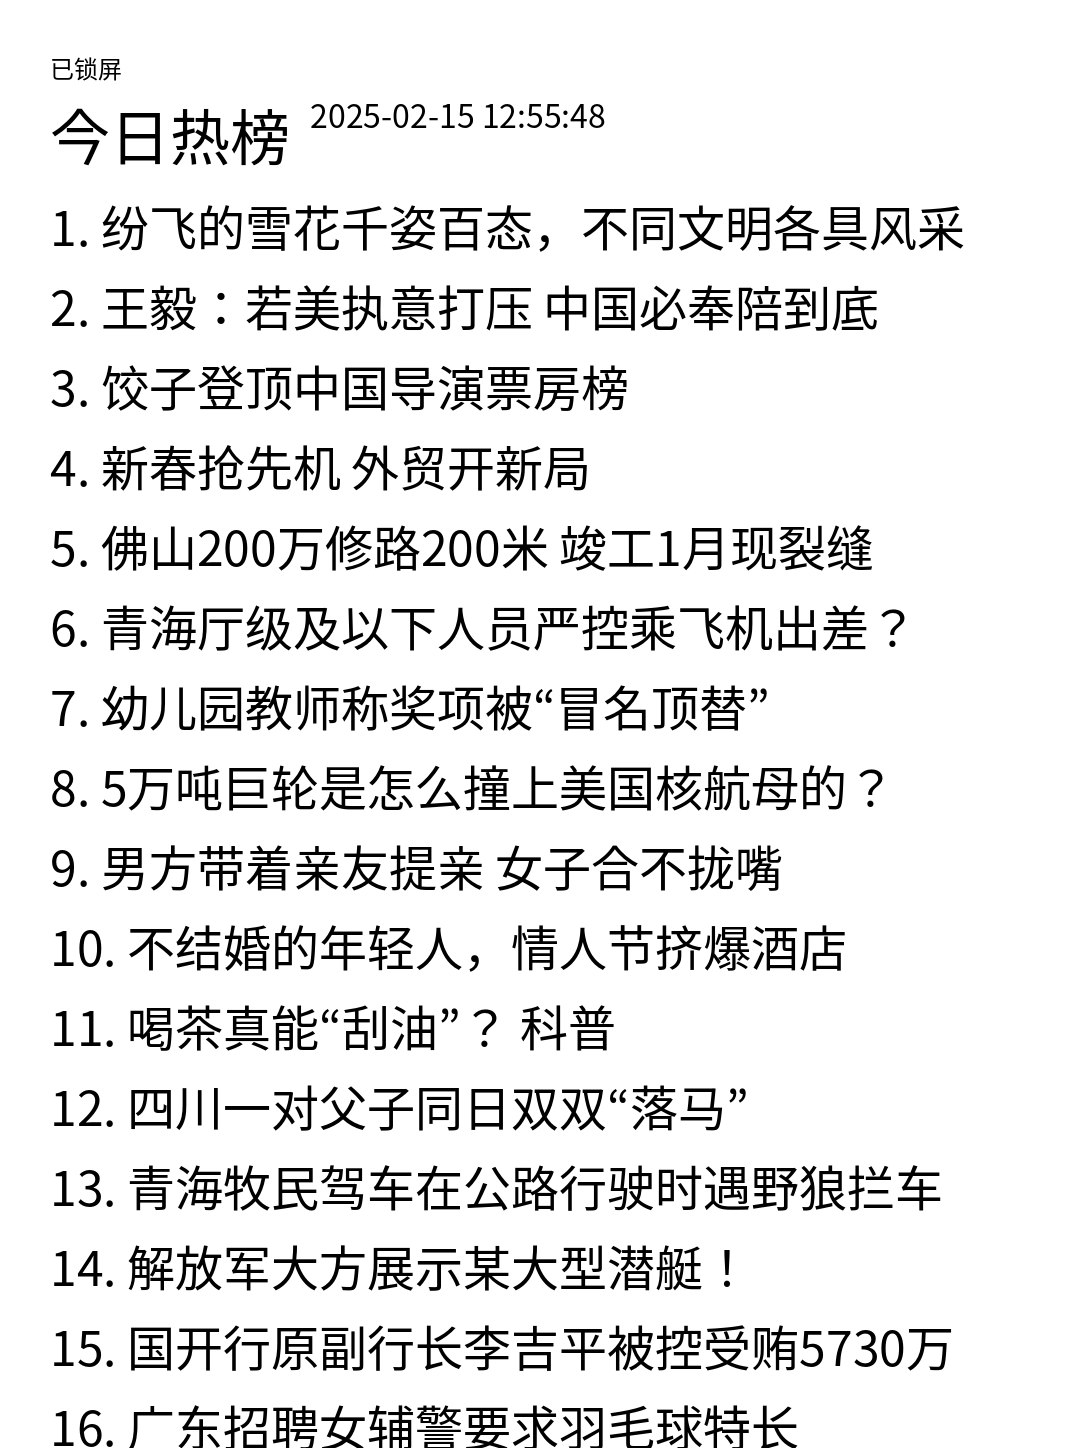 已锁屏
今日热榜 2025-02-15 12:55:48
1. 纷飞的雪花千姿百态，不同文明各具风采
2. 王毅：若美执意打压 中国必奉陪到底
3. 饺子登顶中国导演票房榜
4. 新春抢先机 外贸开新局
5. 佛山200万修路200米 竣工1月现裂缝
6. 青海厅级及以下人员严控乘飞机出差？
7. 幼儿园教师称奖项被“冒名顶替”
8. 5万吨巨轮是怎么撞上美国核航母的？
9. 男方带着亲友提亲 女子合不拢嘴
10. 不结婚的年轻人，情人节挤爆酒店
11. 喝茶真能“刮油”？ 科普
12. 四川一对父子同日双双“落马”
13. 青海牧民驾车在公路行驶时遇野狼拦车
14. 解放军大方展示某大型潜艇！
15. 国开行原副行长李吉平被控受贿5730万
16. 广东招聘女辅警要求羽毛球特长